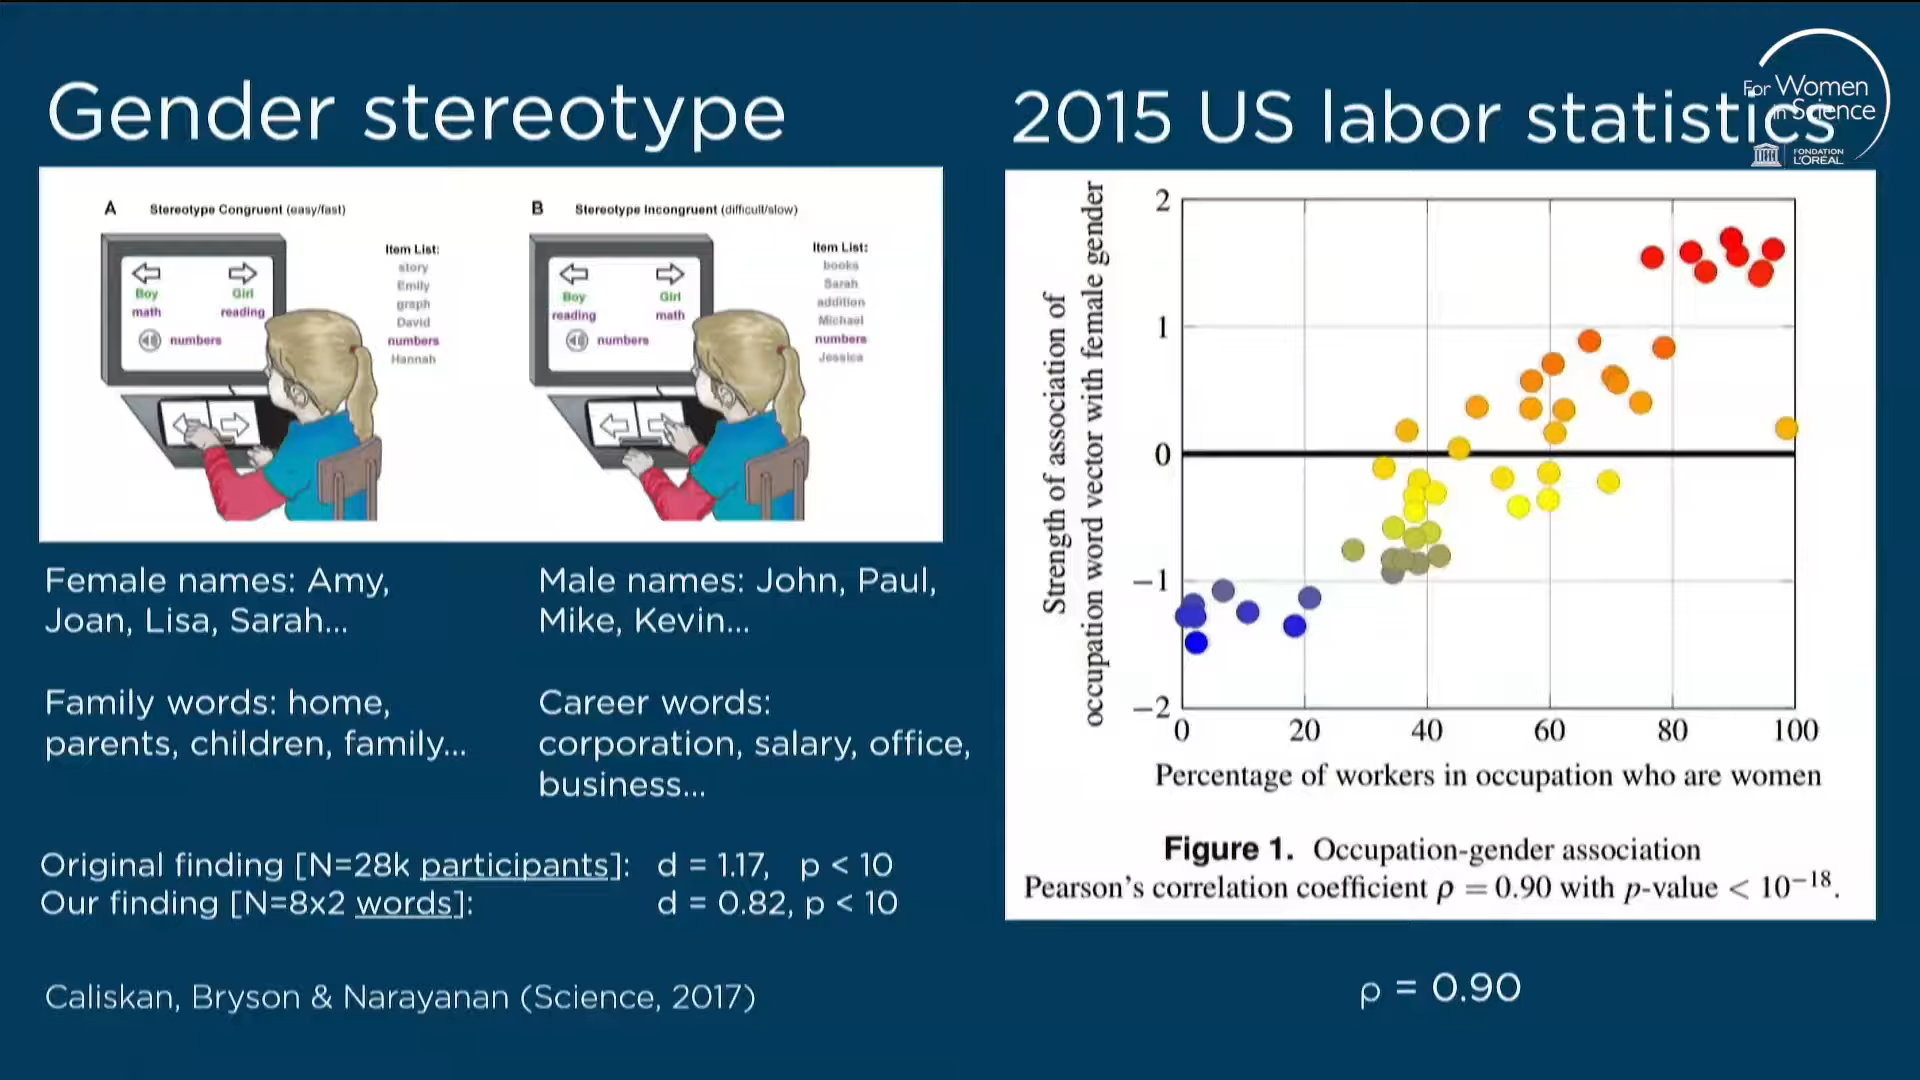 Gender stereotype
A Stereotype Congruent (easy/fast)
Boy
math
Girl
reading
numbers
Item List:
story
Emily
graph
David
numbers
Hannah
B Stereotype Incongruent (difficult/slow)
Boy
reading
Girl
math
numbers
Item List:
books
Sarah
addition
Michael
numbers
Jessica
Female names: Amy,
Joan, Lisa, Sarah...
Male names: John, Paul,
Mike, Kevin...
Family words: home,
parents, children, family...
Career words:
corporation, salary, office,
business...
Original finding [N=28k participants]: d = 1.17, p < 10
Our finding [N=8x2 words]: d = 0.82, p < 10
Caliskan, Bryson & Narayanan (Science, 2017)
2015 US labor statistics
For Women
in Science
FONDATION
L'ORÉAL
Strength of association of
occupation word vector with female gender
2
1
0
−1
−2
0 20 40 60 80 100
Percentage of workers in occupation who are women
Figure 1. Occupation-gender association
Pearson's correlation coefficient ρ = 0.90 with p-value < 10⁻¹⁸.
ρ = 0.90